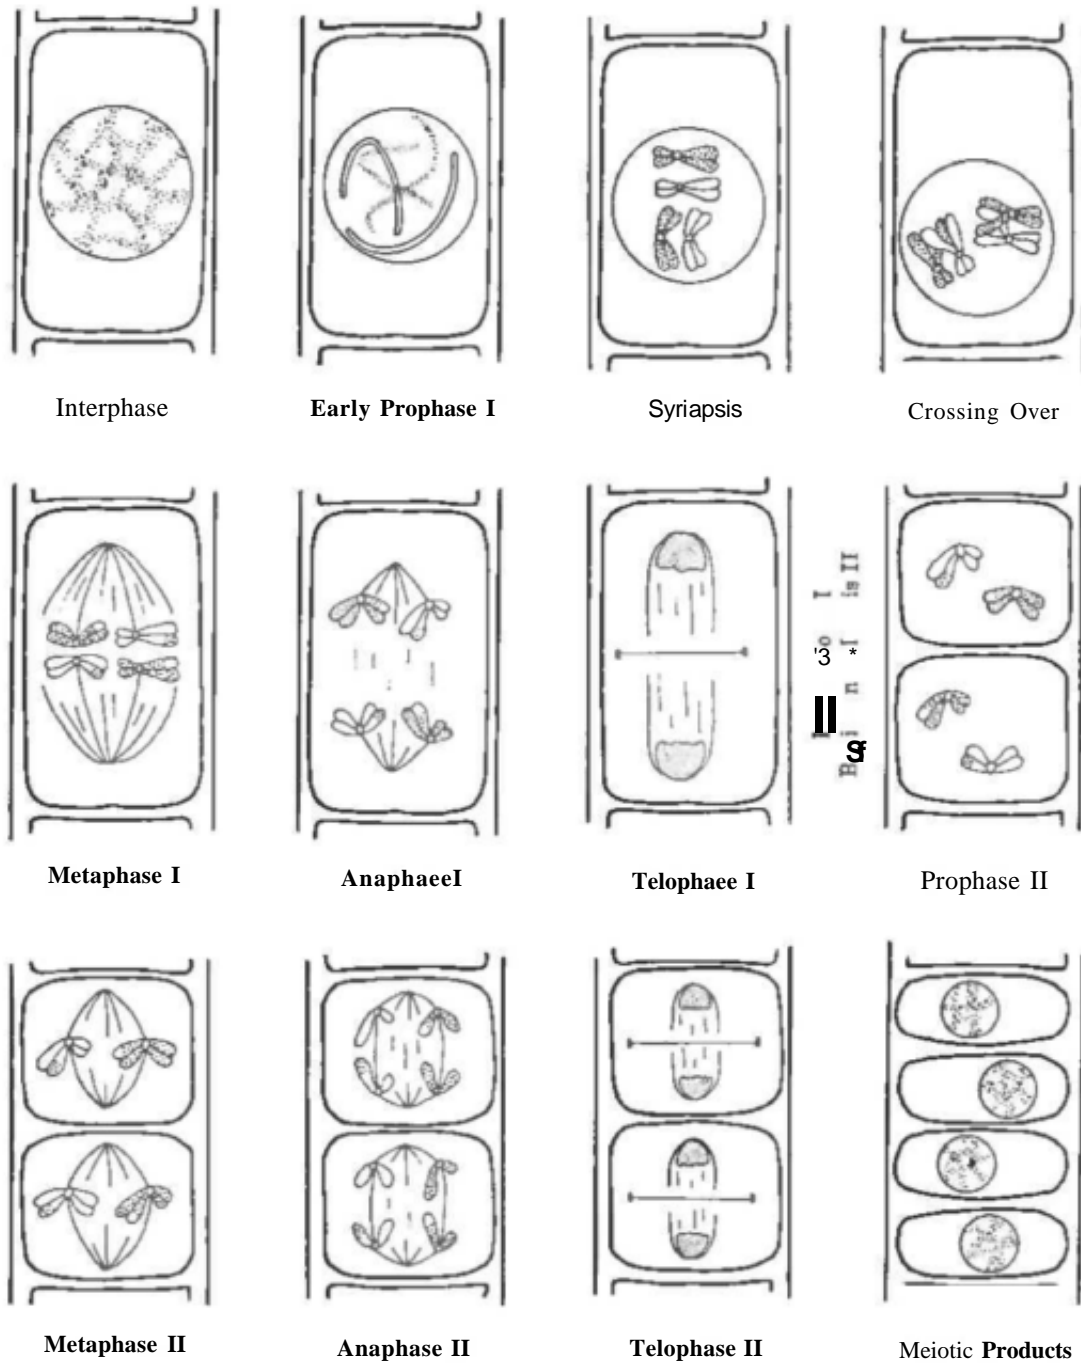 Interphase
Early Prophase I
Syriapsis
Crossing Over
Metaphase I
AnaphaeeI
Telophaee I
Prophase II
Metaphase II
Anaphase II
Telophase II
Meiotic Products